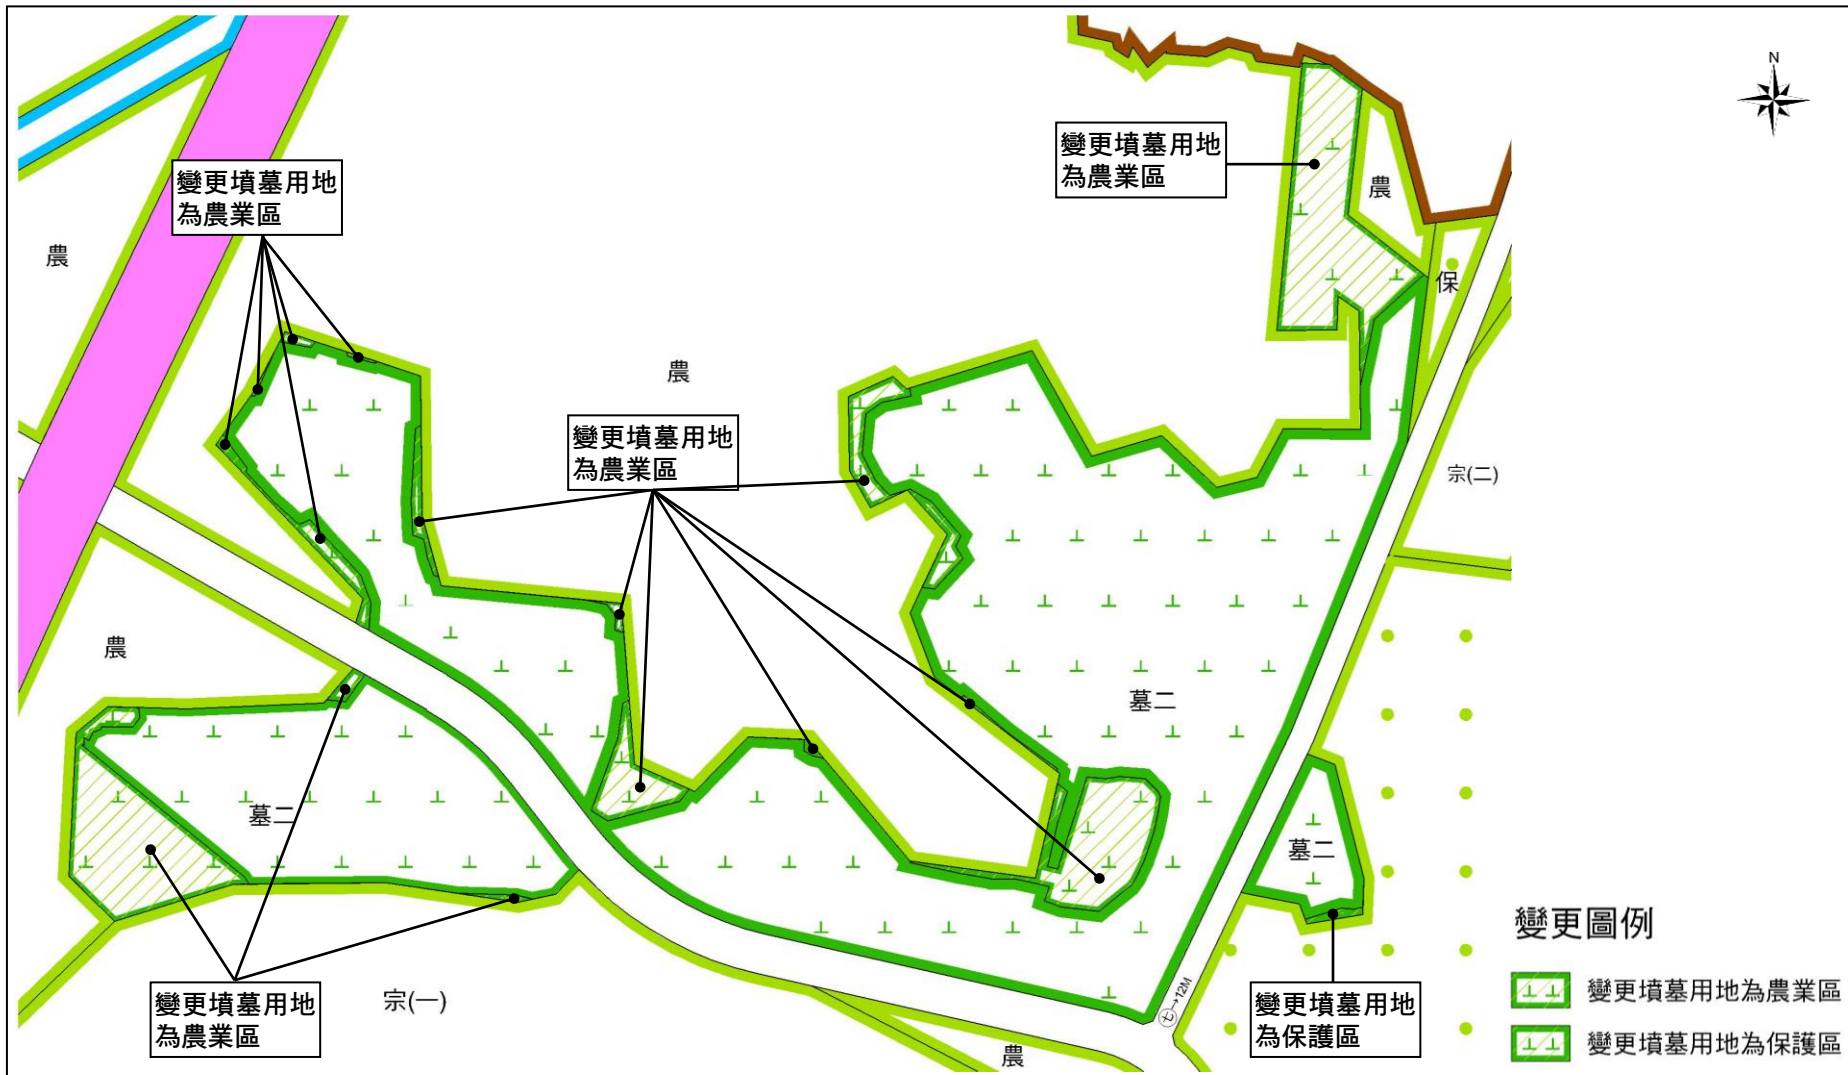 N
變更墳墓用地
為農業區
變更墳墓用地
為農業區
農
農
保
農
變更墳墓用地
為農業區
宗(二)
農
墓二
墓二
墓二
變更圖例
變更墳墓用地為農業區
變更墳墓用地為保護區
變更墳墓用地
為農業區
宗(一)
七→12M
變更墳墓用地
為保護區
農